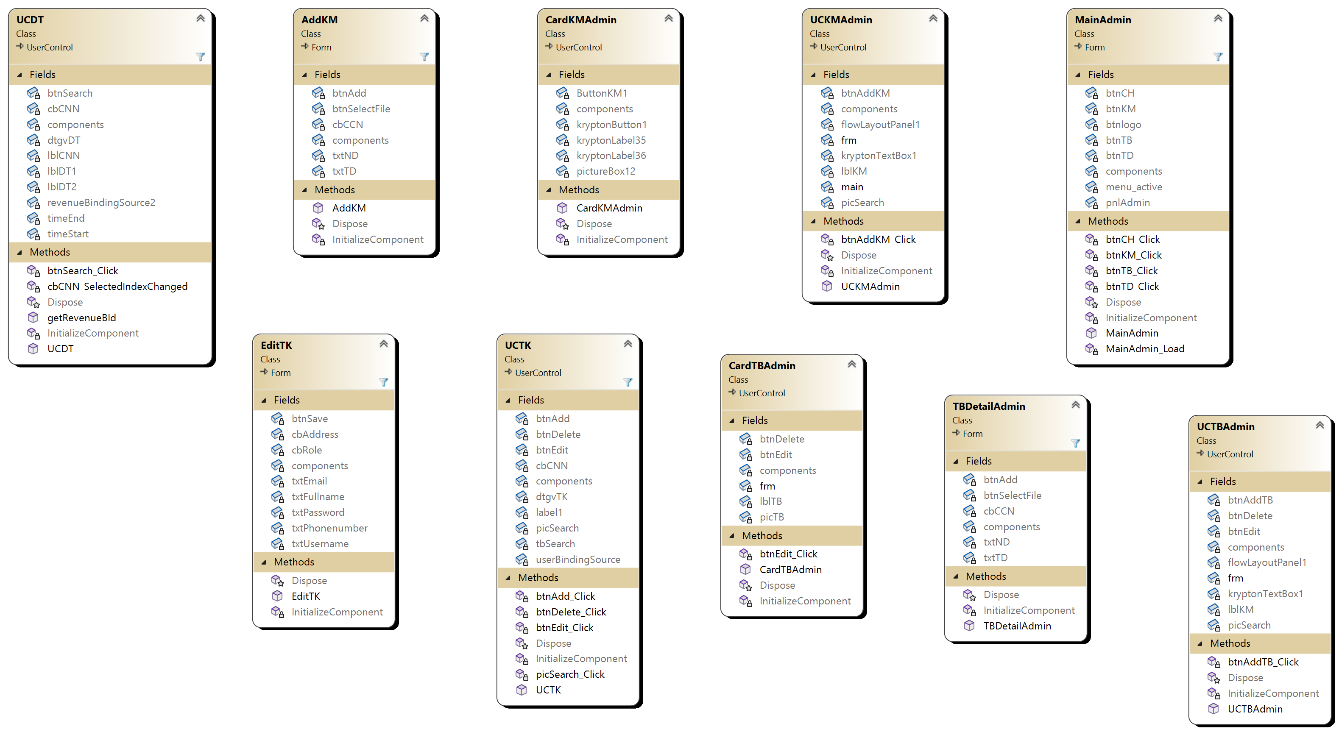 UCDT
Class
UserControl
Fields
btnSearch
cbCNN
components
dtgvDT
lblCNN
lblDT1
lblDT2
revenueBindingSource2
timeEnd
timeStart
Methods
btnSearch_Click
cbCNN_SelectedIndexChanged
Dispose
getRevenueBld
InitializeComponent
UCDT
AddKM
Class
Form
Fields
btnAdd
btnSelectFile
cbCCN
components
txtND
txtTD
Methods
AddKM
Dispose
InitializeComponent
CardKMAdmin
Class
UserControl
Fields
ButtonKM1
components
kryptonButton1
kryptonLabel35
kryptonLabel36
pictureBox12
Methods
CardKMAdmin
Dispose
InitializeComponent
UCKMAdmin
Class
UserControl
Fields
btnAddKM
components
flowLayoutPanel1
frm
kryptonTextBox1
lblKM
main
picSearch
Methods
btnAddKM_Click
Dispose
InitializeComponent
UCKMAdmin
MainAdmin
Class
Form
Fields
btnCH
btnKM
btnlogo
btnTB
btnTD
components
menu_active
pnlAdmin
Methods
btnCH_Click
btnKM_Click
btnTB_Click
btnTD_Click
Dispose
InitializeComponent
MainAdmin
MainAdmin_Load
EditTK
Class
Form
Fields
btnSave
cbAddress
cbRole
components
txtEmail
txtFullname
txtPassword
txtPhonenumber
txtUsername
Methods
Dispose
EditTK
InitializeComponent
UCTK
Class
UserControl
Fields
btnAdd
btnDelete
btnEdit
cbCNN
components
dtgvTK
label1
picSearch
tbSearch
userBindingSource
Methods
btnAdd_Click
btnDelete_Click
btnEdit_Click
Dispose
InitializeComponent
picSearch_Click
UCTK
CardTBAdmin
Class
UserControl
Fields
btnDelete
btnEdit
components
frm
lblTB
picTB
Methods
btnEdit_Click
CardTBAdmin
Dispose
InitializeComponent
TBDetailAdmin
Class
Form
Fields
btnAdd
btnSelectFile
cbCCN
components
txtND
txtTD
Methods
Dispose
InitializeComponent
TBDetailAdmin
UCTBAdmin
Class
UserControl
Fields
btnAddTB
btnDelete
btnEdit
components
flowLayoutPanel1
frm
kryptonTextBox1
lblKM
picSearch
Methods
btnAddTB_Click
Dispose
InitializeComponent
UCTBAdmin